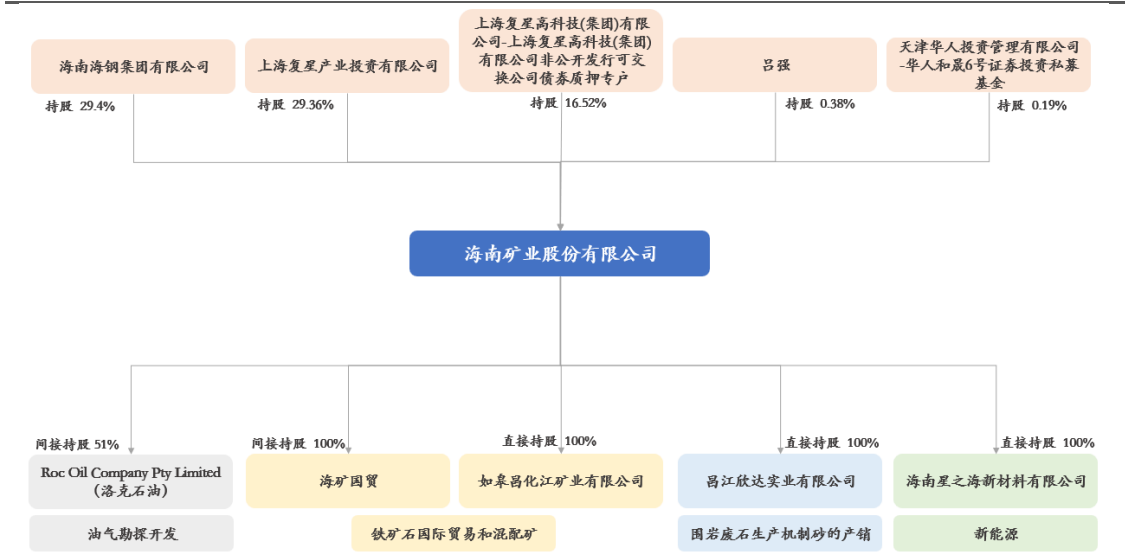 海南海钢集团有限公司
上海复星产业投资有限公司
上海复星高科技(集团)有限
公司-上海复星高科技(集团)
有限公司非公开发行可交
换公司债券质押专户
吕强
天津华人投资管理有限公司
-华人和晟6号证券投资私募
基金
持股 29.4%
持股 29.36%
持股 16.52%
持股 0.38%
持股 0.19%
海南矿业股份有限公司
间接持股 51%
间接持股 100%
直接持股 100%
直接持股 100%
直接持股 100%
Roc Oil Company Pty Limited
(洛克石油)
海矿国贸
如皋昌化江矿业有限公司
昌江欣达实业有限公司
海南星之海新材料有限公司
油气勘探开发
铁矿石国际贸易和混配矿
围岩废石生产机制砂的产销
新能源